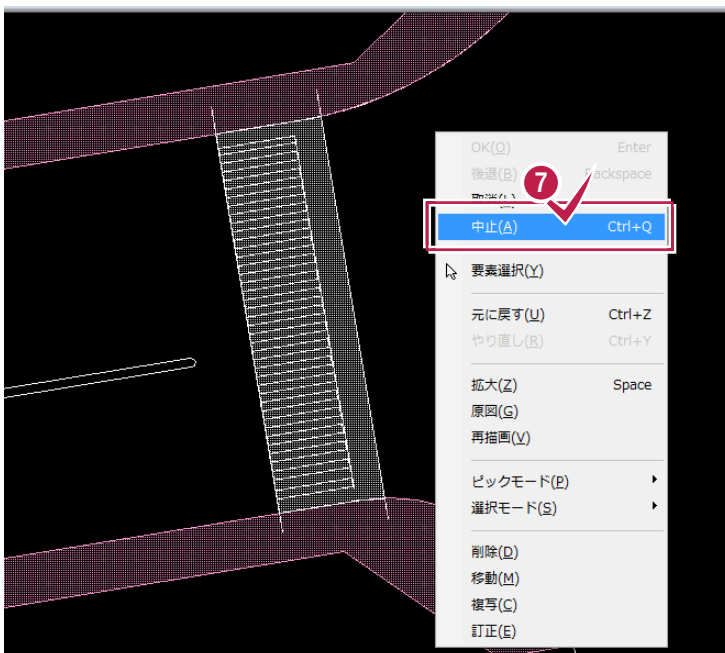 OK(O) Enter
後退(B) Backspace
7
中止(A) Ctrl+Q
要素選択(Y)
元に戻す(U) Ctrl+Z
やり直し(R) Ctrl+Y
拡大(Z) Space
原図(G)
再描画(V)
ピックモード(P)
選択モード(S)
削除(D)
移動(M)
複写(C)
訂正(E)